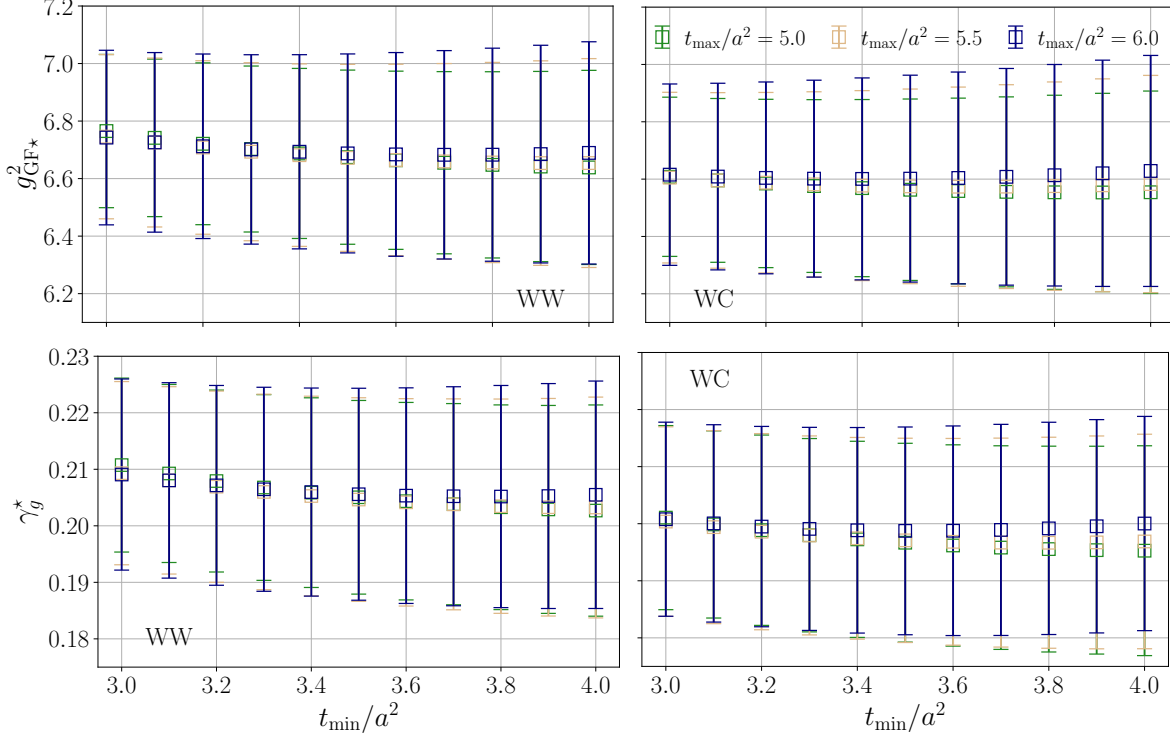 7.2
7.0
6.8
6.6
6.4
6.2
g²_GF⋆
WW
t_max/a² = 5.0
t_max/a² = 5.5
t_max/a² = 6.0
WC
0.23
0.22
0.21
0.20
0.19
0.18
γ_g^⋆
WW
3.0 3.2 3.4 3.6 3.8 4.0
t_min/a²
WC
3.0 3.2 3.4 3.6 3.8 4.0
t_min/a²